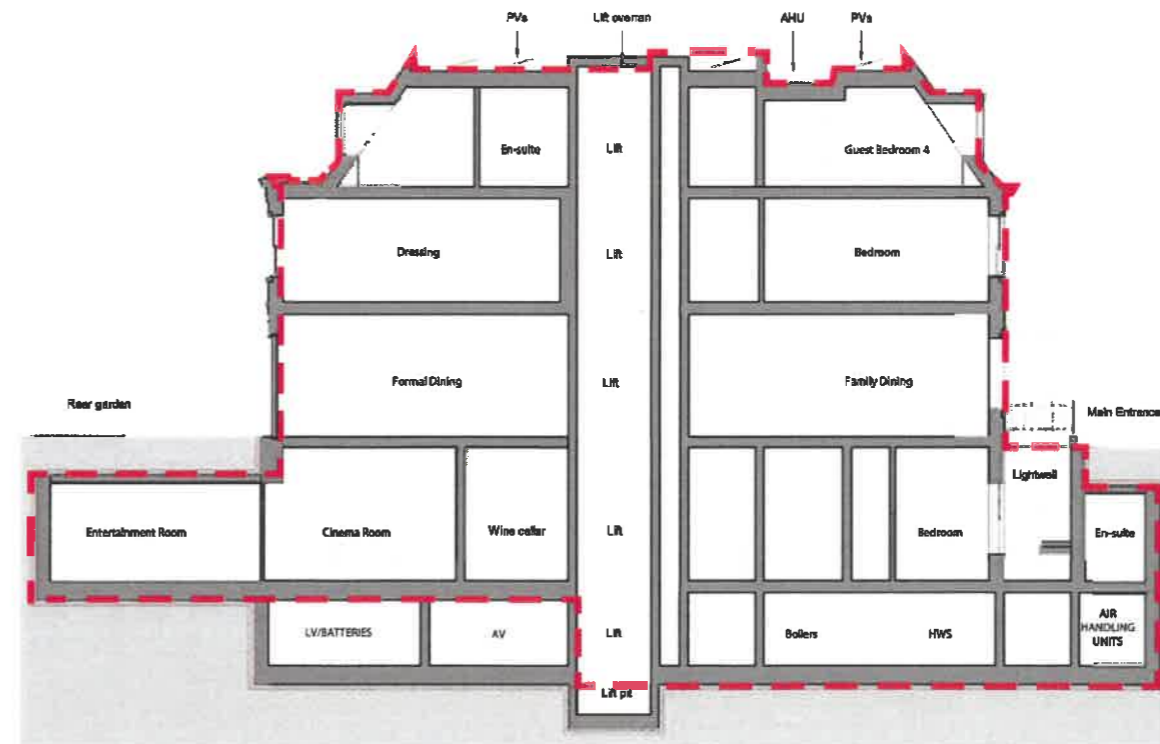 PVs
Lift overrun
AHU
PVs
En-suite
Lift
Guest Bedroom 4
Dressing
Lift
Bedroom
Formal Dining
Lift
Family Dining
Rear garden
Main Entrance
Lightwell
Entertainment Room
Cinema Room
Wine cellar
Lift
Bedroom
En-suite
LV/BATTERIES
AV
Lift
Boilers
HWS
AIR
HANDLING
UNITS
Lift pit